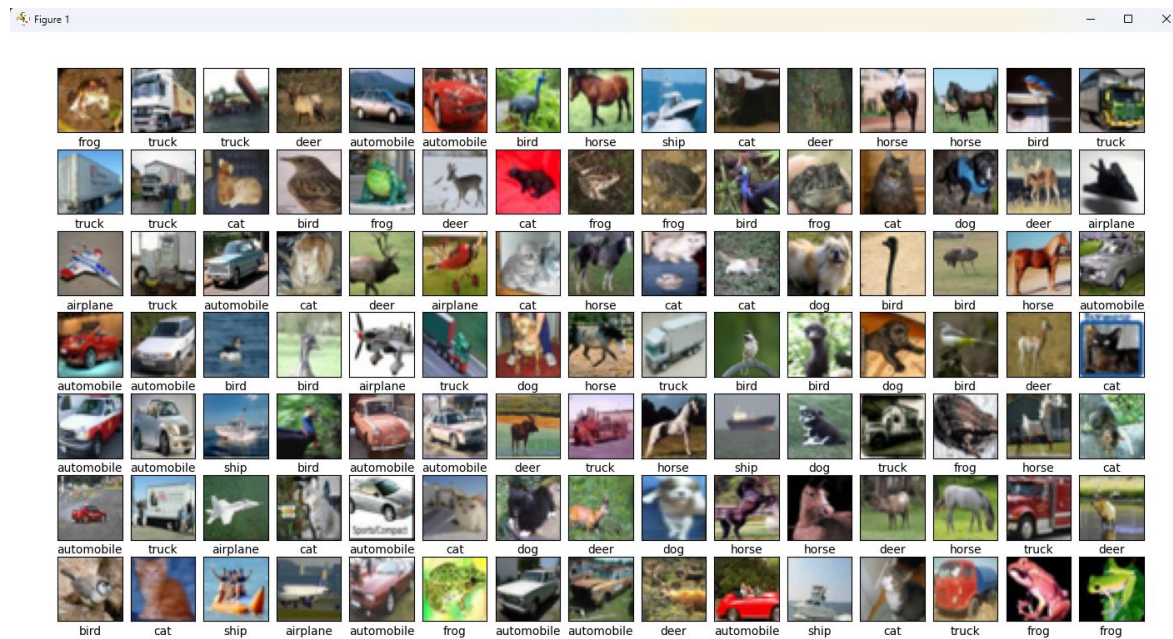 Figure 1
frog truck truck deer automobile automobile bird horse ship cat deer horse horse bird truck
truck truck cat bird frog deer cat frog frog bird frog cat dog deer airplane
airplane truck automobile cat deer airplane cat horse cat cat dog bird bird horse automobile
automobile automobile bird bird airplane truck dog horse truck bird bird dog bird deer cat
automobile automobile ship bird automobile automobile deer truck horse ship dog truck frog horse cat
Sports/Compact
automobile truck airplane cat automobile cat dog deer dog horse horse deer horse truck deer
bird cat ship airplane automobile frog automobile automobile deer automobile ship cat truck frog frog